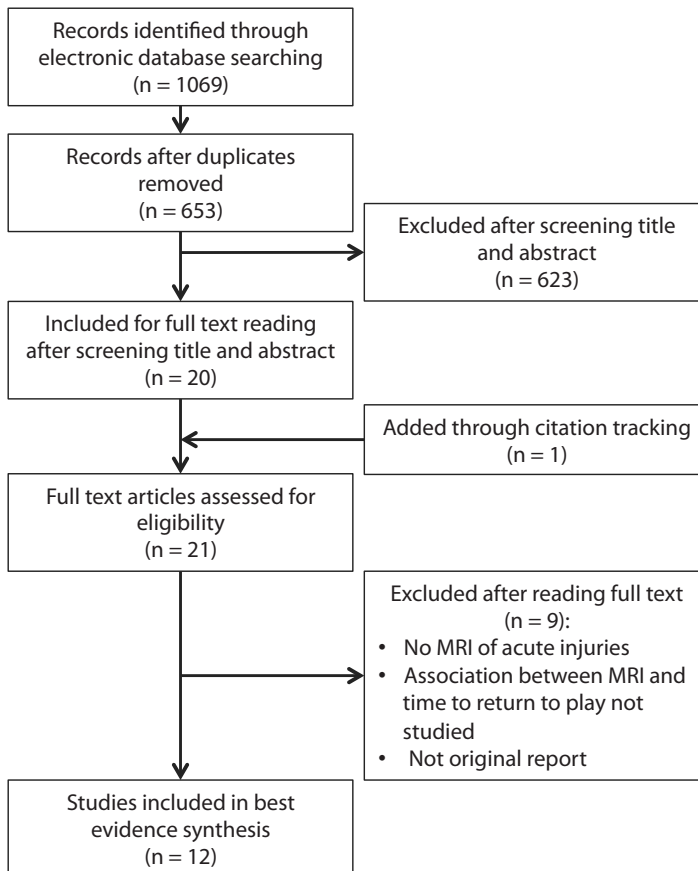 Records identified through
electronic database searching
(n = 1069)
Records after duplicates
removed
(n = 653)
Excluded after screening title
and abstract
(n = 623)
Included for full text reading
after screening title and abstract
(n = 20)
Added through citation tracking
(n = 1)
Full text articles assessed for
eligibility
(n = 21)
Excluded after reading full text
(n = 9):
• No MRI of acute injuries
• Association between MRI and
time to return to play not
studied
• Not original report
Studies included in best
evidence synthesis
(n = 12)